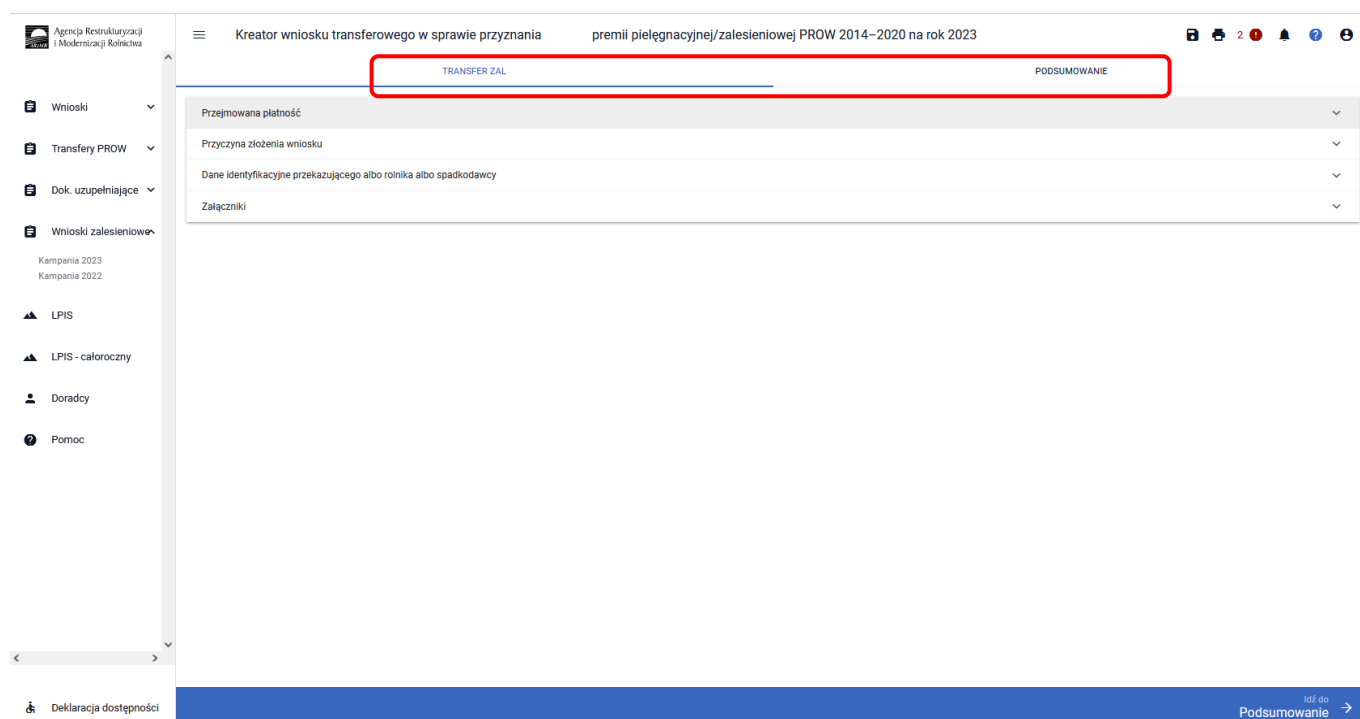 Agencja Restrukturyzacji
i Modernizacji Rolnictwa
ARiMR
Kreator wniosku transferowego w sprawie przyznania premii pielęgnacyjnej/zalesieniowej PROW 2014–2020 na rok 2023
2
TRANSFER ZAL
PODSUMOWANIE
Wnioski
Transfery PROW
Dok. uzupełniające
Wnioski zalesieniowe
Kampania 2023
Kampania 2022
LPIS
LPIS - całoroczny
Doradcy
Pomoc
Przejmowana płatność
Przyczyna złożenia wniosku
Dane identyfikacyjne przekazującego albo rolnika albo spadkodawcy
Załączniki
Deklaracja dostępności
Idź do
Podsumowanie